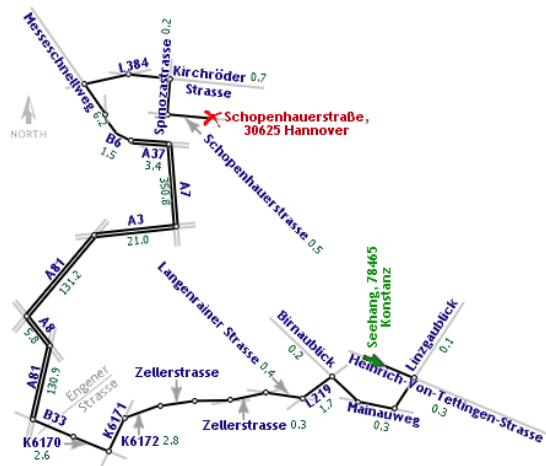 0.2
Messeschnellweg
L384
Kirchröder
Strasse
0.7
Spinozastrasse
6.2
NORTH
B6
1.5
A37
3.4
Schopenhauerstraße,
30625 Hannover
Schopenhauerstrasse 0.5
350.8
A7
A3
21.0
A81
131.2
A8
5.8
A81
130.9
Engener
Strasse
B33
K6170
2.6
K6171
K6172
2.8
Zellerstrasse
Zellerstrasse
0.3
Langenrainer Strasse
0.4
L219
1.7
Birnaublick
0.2
Seehang, 78465
Konstanz
Linzgaublick
0.1
Heinrich-Von-Tettingen-Strasse
0.3
Mainauweg
0.3